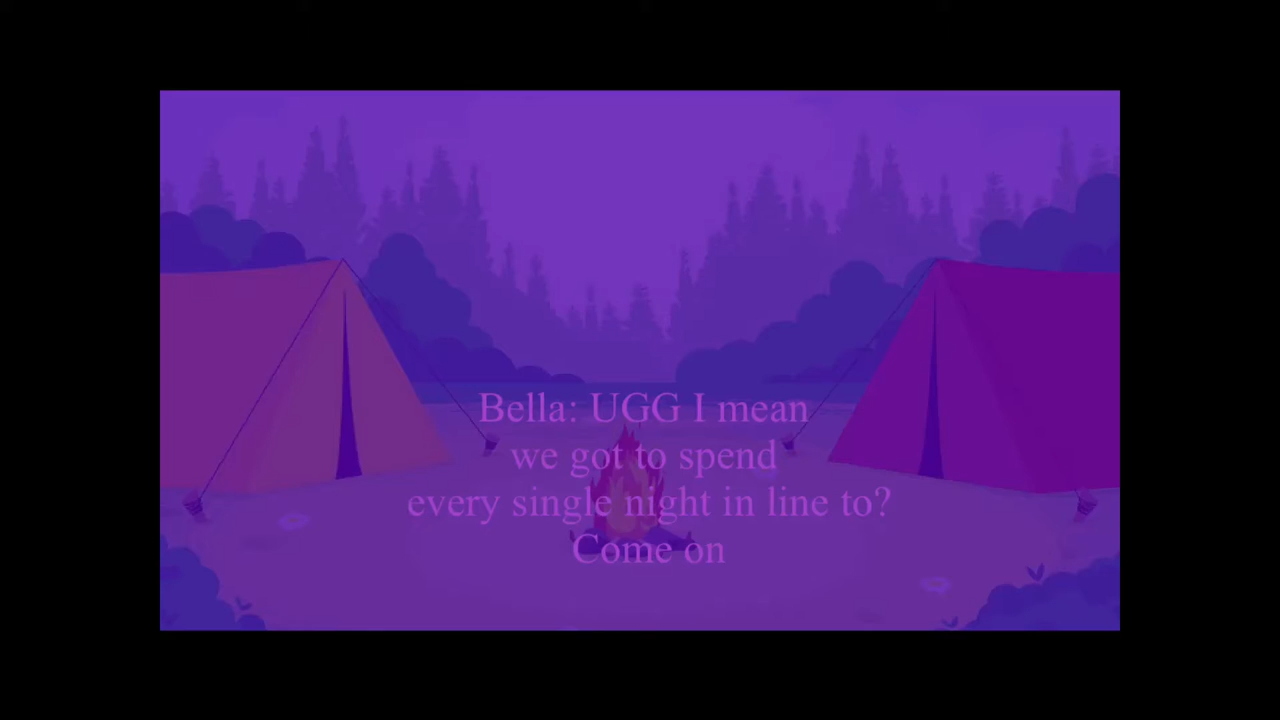 Bella: UGG I mean
we got to spend
every single night in line to?
Come on